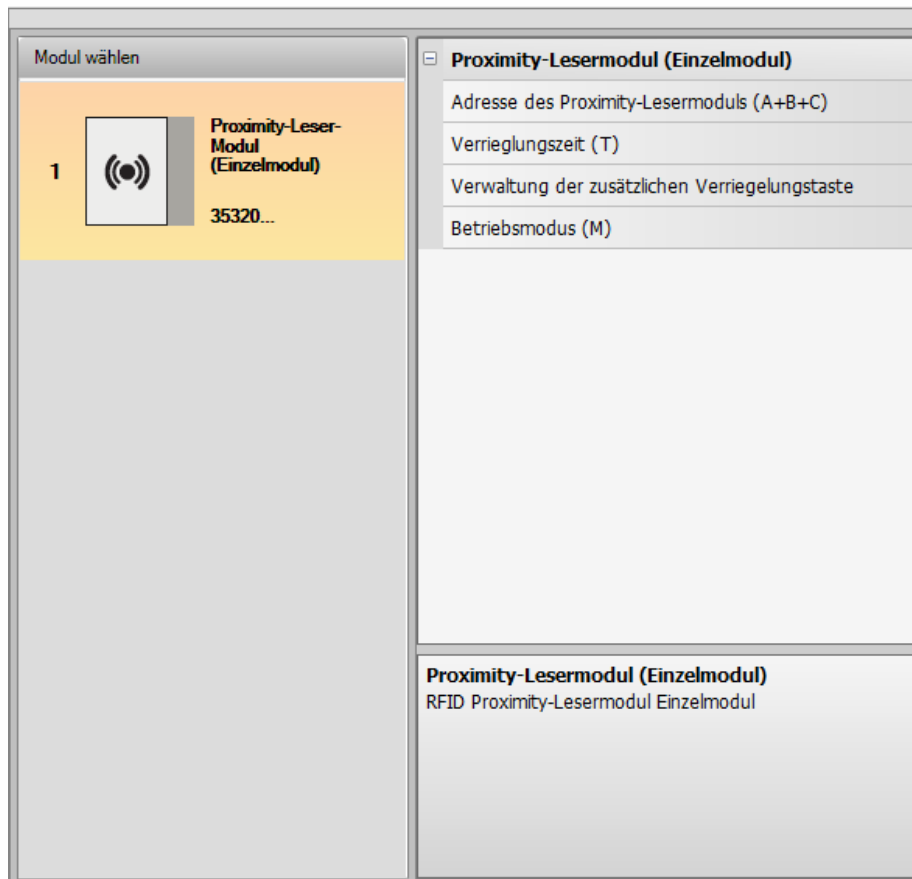 Modul wählen
1
Proximity-Leser-
Modul
(Einzelmodul)
35320...
Proximity-Lesermodul (Einzelmodul)
Adresse des Proximity-Lesermoduls (A+B+C)
Verrieglungszeit (T)
Verwaltung der zusätzlichen Verriegelungstaste
Betriebsmodus (M)
Proximity-Lesermodul (Einzelmodul)
RFID Proximity-Lesermodul Einzelmodul